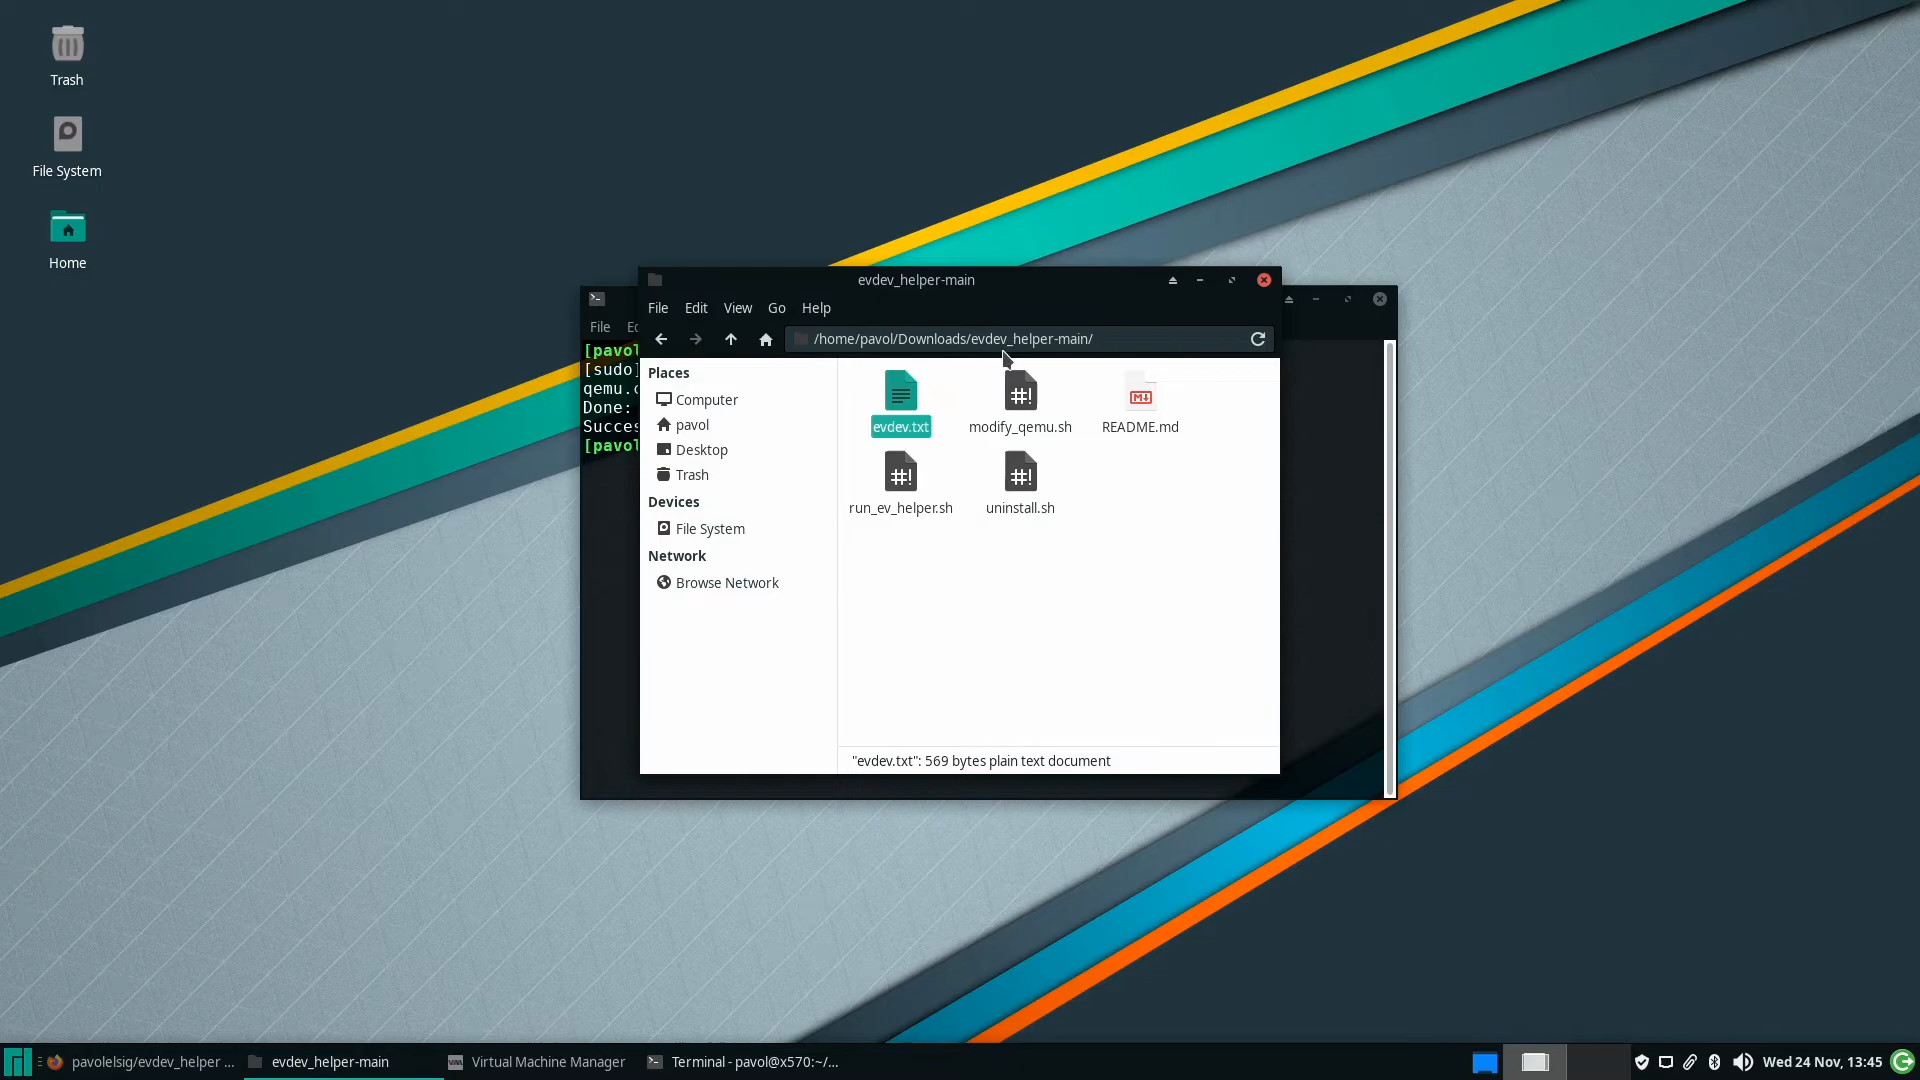 Trash
File System
Home
evdev_helper-main
File Edit View Go Help
/home/pavol/Downloads/evdev_helper-main/
File
[pavol
[sudo]
qemu.c
Done:
Succes
[pavol
Places
Computer
pavol
Desktop
Trash
Devices
File System
Network
Browse Network
evdev.txt
modify_qemu.sh
README.md
run_ev_helper.sh
uninstall.sh
"evdev.txt": 569 bytes plain text document
pavolelsig/evdev_helper ...
evdev_helper-main
Virtual Machine Manager
Terminal - pavol@x570:~/...
Wed 24 Nov, 13:45